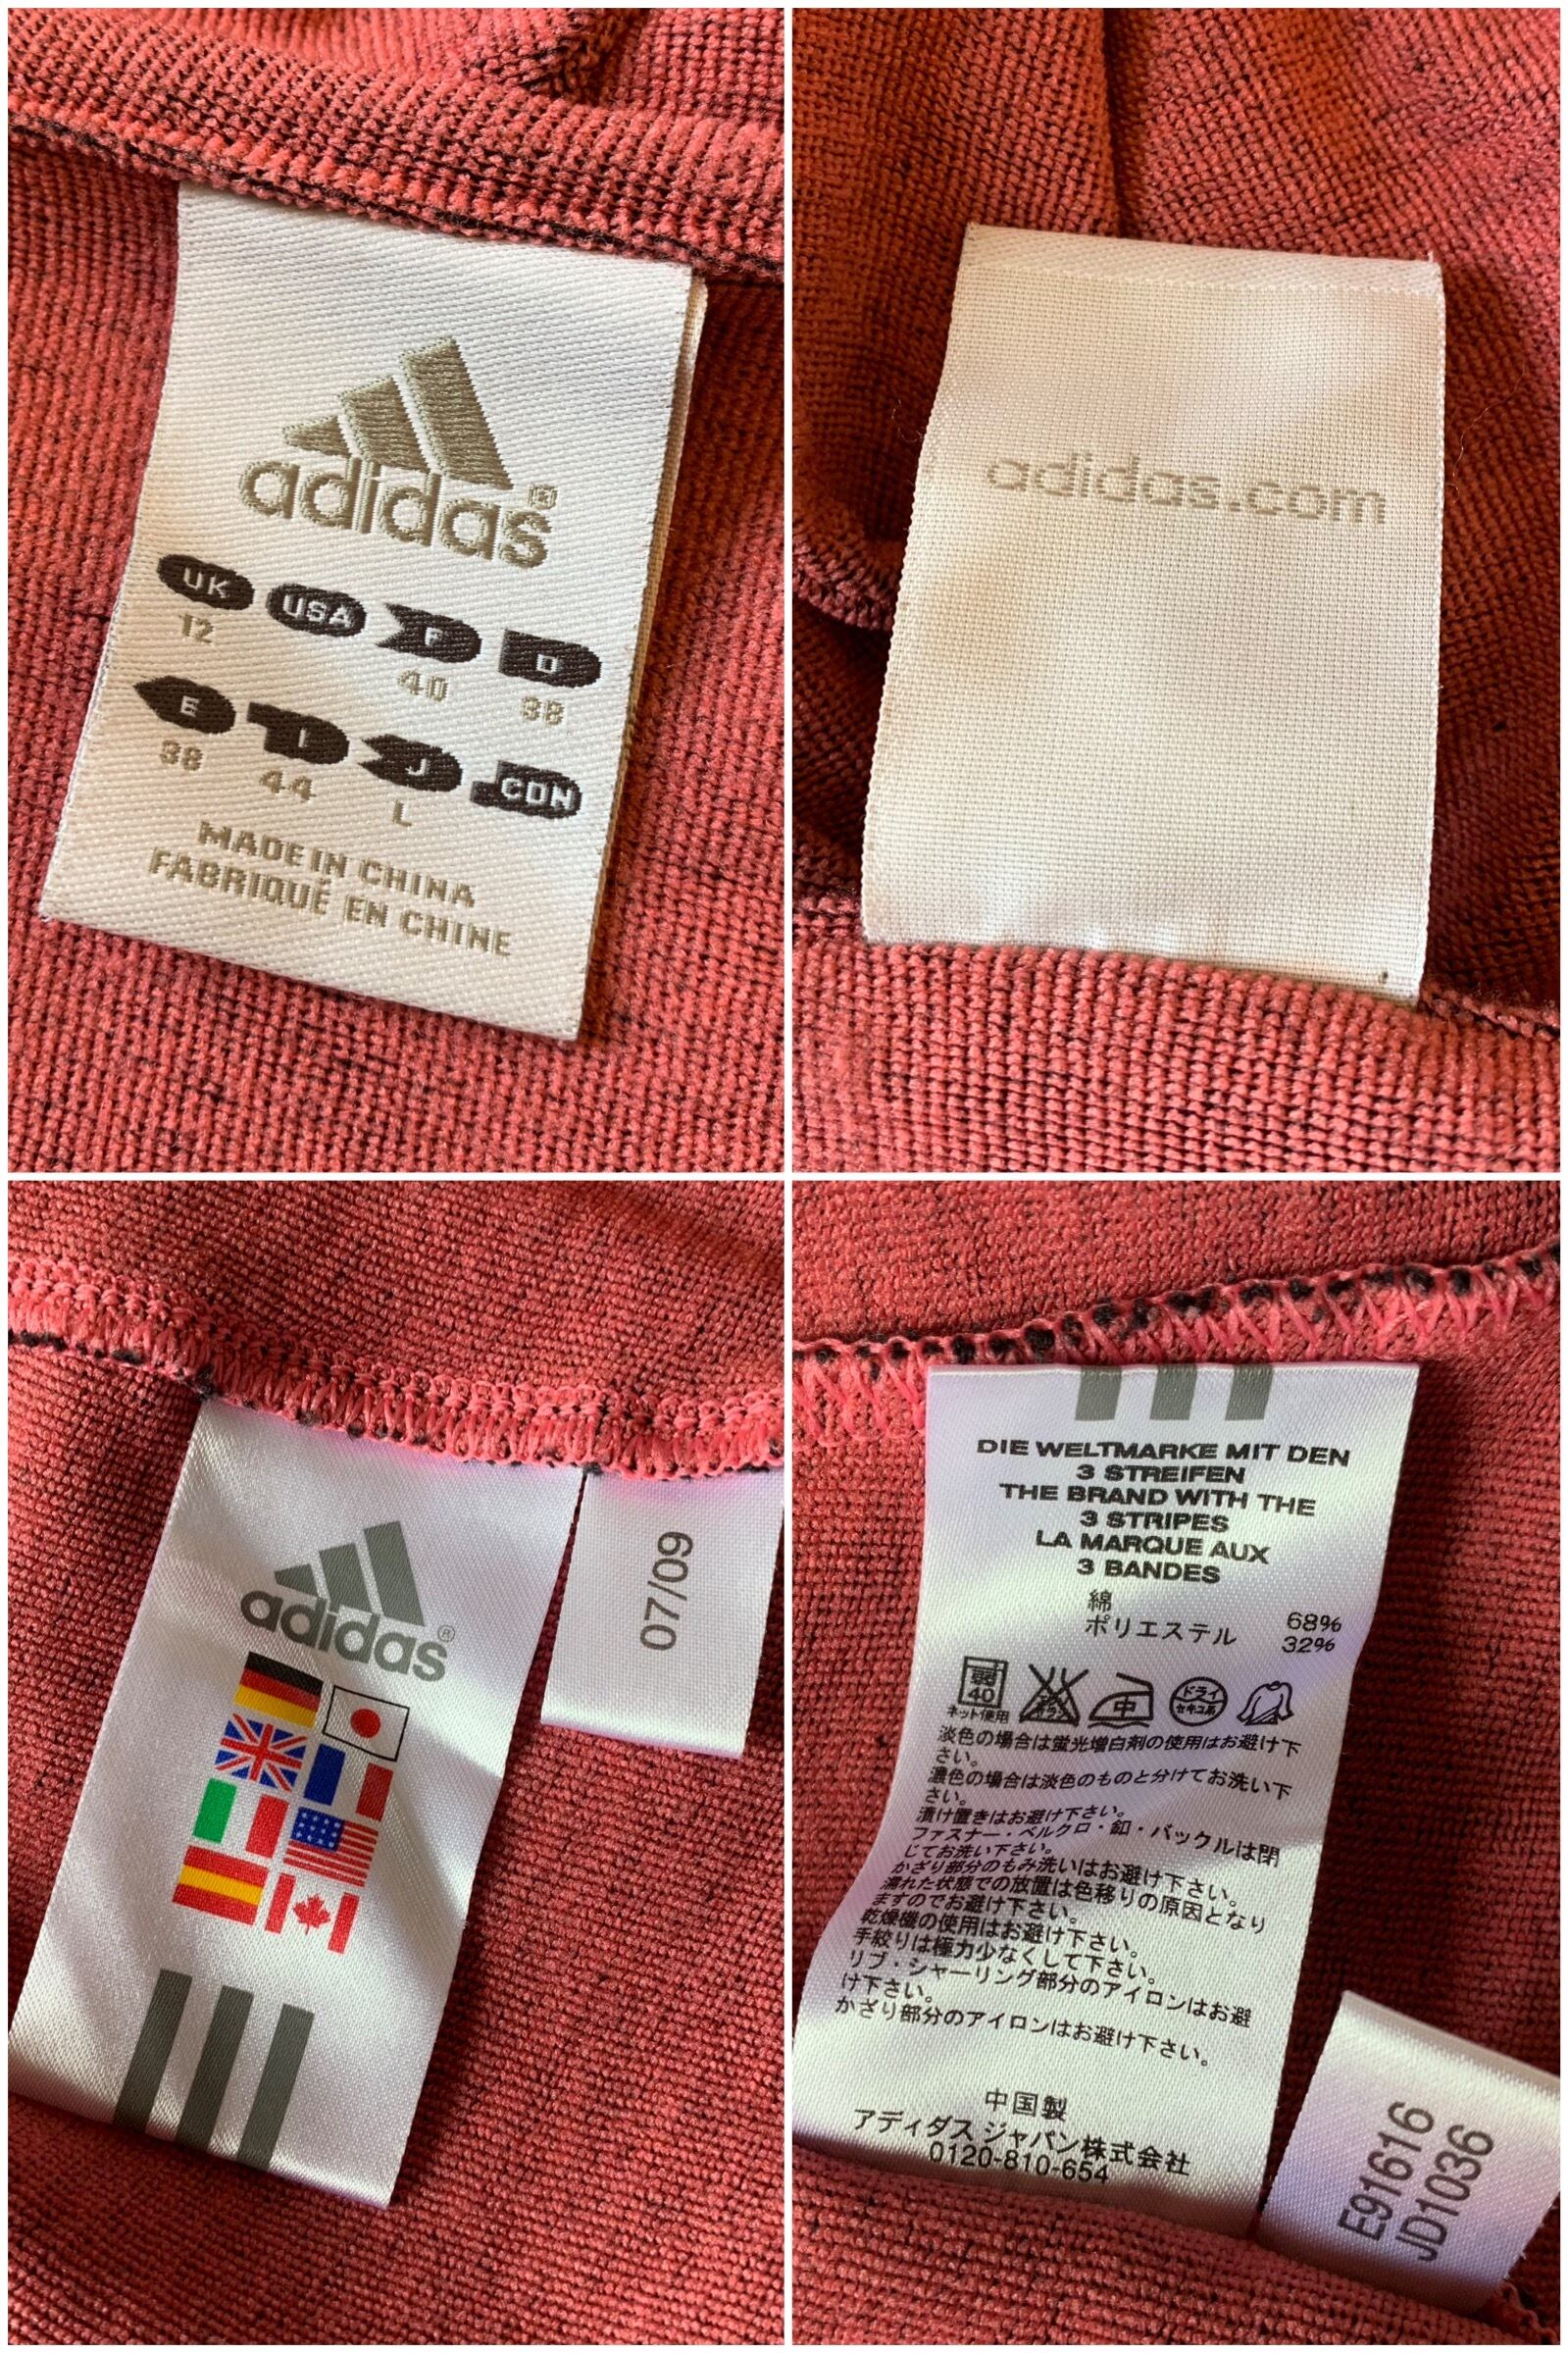 adidas®
UK USA F D
12 40 38
E I J CDN
38 44 L
MADE IN CHINA
FABRIQUÉ EN CHINE
adidas.com
adidas®
07/09
DIE WELTMARKE MIT DEN
3 STREIFEN
THE BRAND WITH THE
3 STRIPES
LA MARQUE AUX
3 BANDES
綿 68%
ポリエステル 32%
弱 40 中 ドライ セキユ系
ネット使用
淡色の場合は蛍光増白剤の使用はお避け下
さい。
濃色の場合は淡色のものと分けてお洗い下
さい。
漬け置きはお避け下さい。
ファスナー・ベルクロ・釦・バックルは閉
じてお洗い下さい。
かざり部分のもみ洗いはお避け下さい。
濡れた状態での放置は色移りの原因となり
ますのでお避け下さい。
乾燥機の使用はお避け下さい。
手絞りは極力少なくして下さい。
リブ・シャーリング部分のアイロンはお避
け下さい。
かざり部分のアイロンはお避け下さい。
中国製
アディダス ジャパン株式会社
0120-810-654
E91616
JD1036